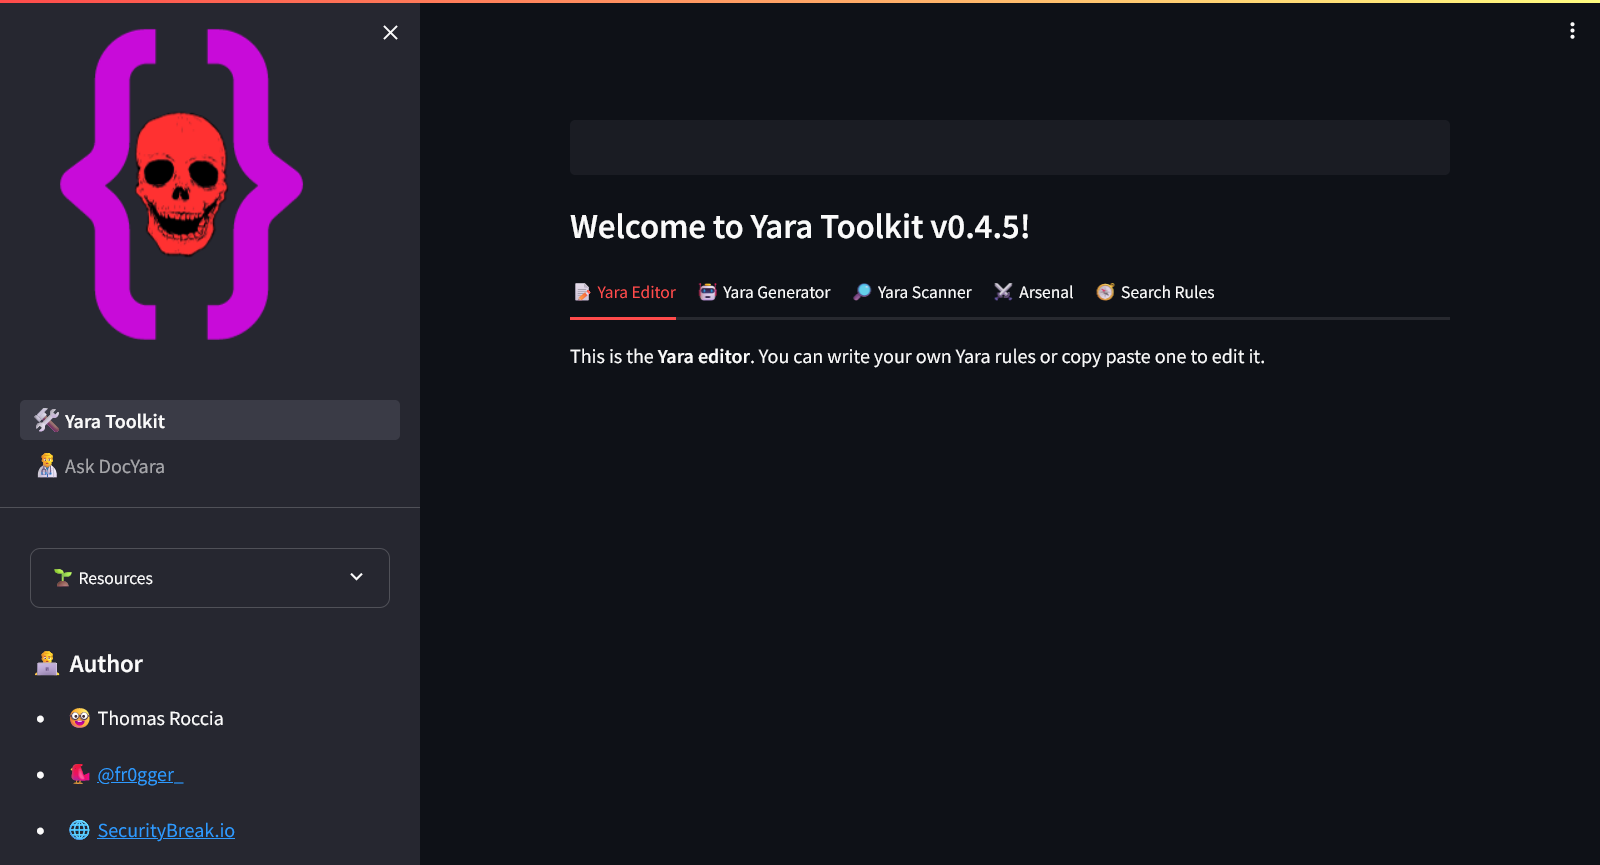 Yara Toolkit
Ask DocYara
Resources
Author
Thomas Roccia
@fr0gger_
SecurityBreak.io
Welcome to Yara Toolkit v0.4.5!
Yara Editor
Yara Generator
Yara Scanner
Arsenal
Search Rules
This is the Yara editor. You can write your own Yara rules or copy paste one to edit it.